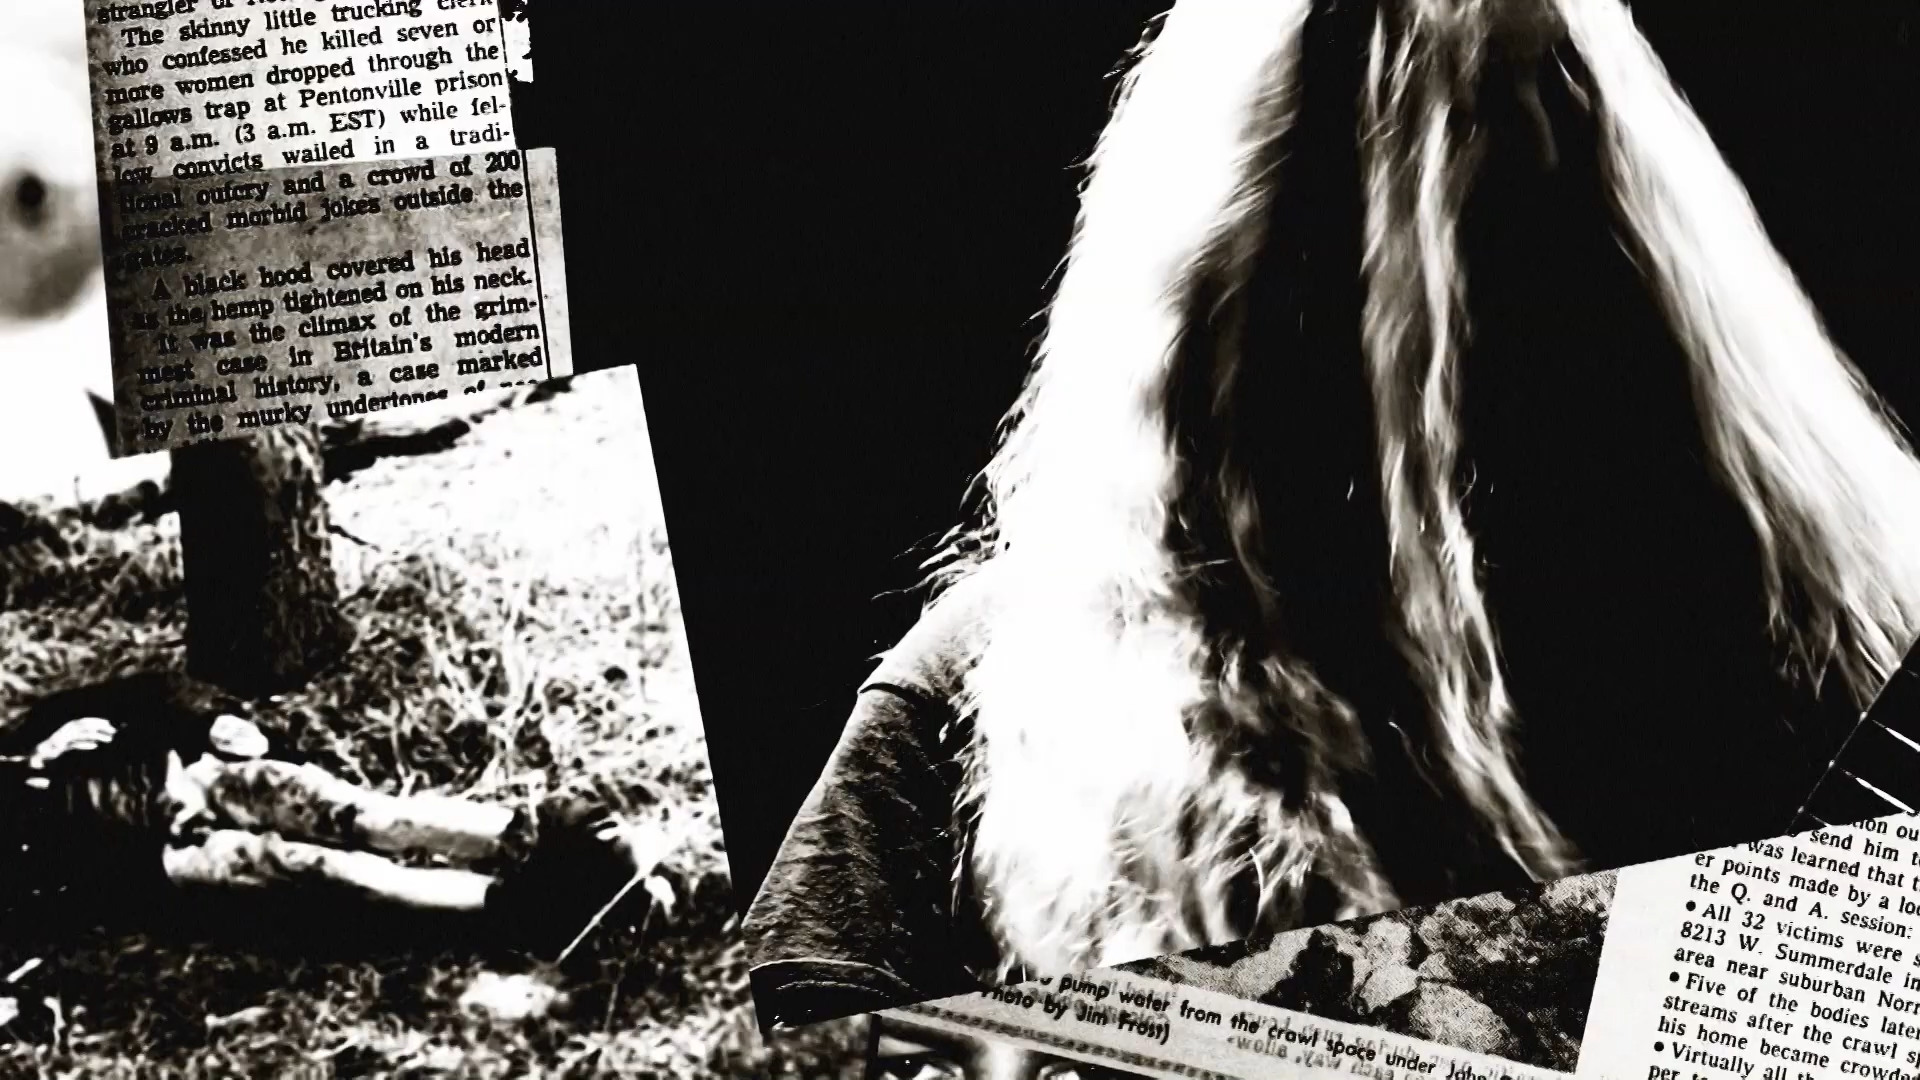 strangler of
The skinny little trucking clerk
who confessed he killed seven or
more women dropped through the
gallows trap at Pentonville prison
at 9 a.m. (3 a.m. EST) while fel-
low convicts wailed in a tradi-
tional outcry and a crowd of 200
cracked morbid jokes outside the
gates.
A black hood covered his head
as the hemp tightened on his neck.
It was the climax of the grim-
mest case in Britain's modern
criminal history, a case marked
by the murky undertones of
pump water from the crawl space under John
Photo by Jim Frost)
send him
was learned that
er points made by a
the Q. and A. session:
• All 32 victims were
8213 W. Summerdale in
area near suburban
• Five of the bodies
streams after the crawl
his home became
• Virtually all
per